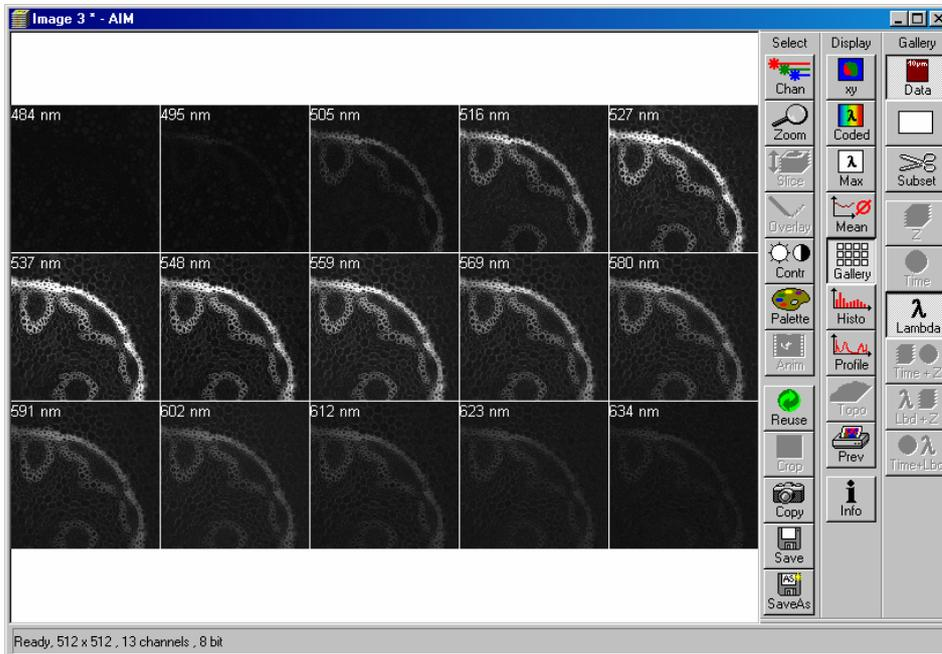 Image 3 * - AIM
484 nm 495 nm 505 nm 516 nm 527 nm
537 nm 548 nm 559 nm 569 nm 580 nm
591 nm 602 nm 612 nm 623 nm 634 nm
Select
Chan
Zoom
Slice
Overlay
Contr
Palette
Anim
Reuse
Crop
Copy
Save
AS
SaveAs
Display
xy
λ
Coded
λ
Max
Mean
Gallery
Histo
Profile
Topo
Prev
i
Info
Gallery
10µm
Data
Subset
Z
Time
λ
Lambda
Time + Z
λ
Lbd + Z
λ
Time+Lbd
Ready, 512 x 512 , 13 channels , 8 bit